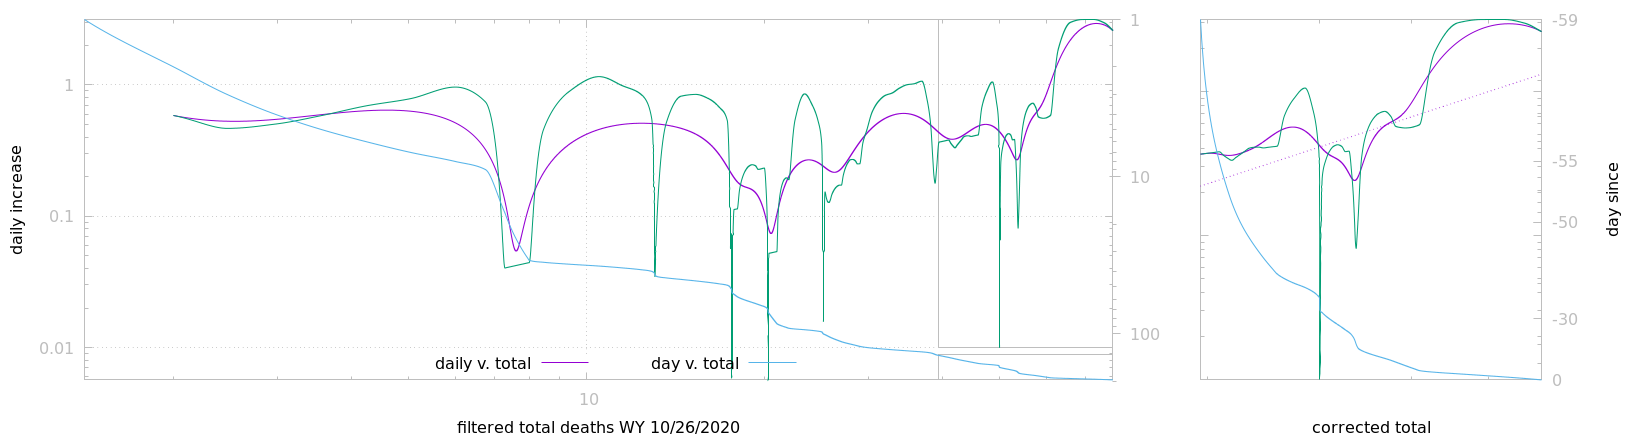 1
0.1
0.01
daily increase
10
1
10
100
daily v. total
day v. total
filtered total deaths WY 10/26/2020
-59
-55
-50
-30
0
day since
corrected total